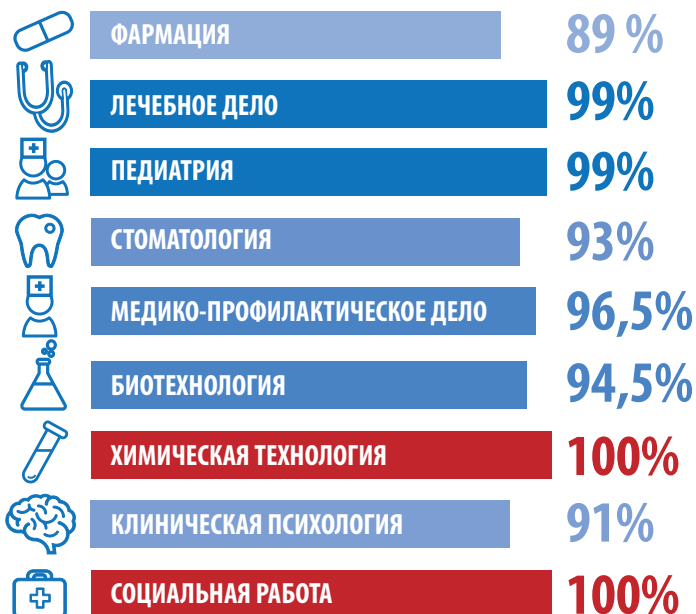 ФАРМАЦИЯ 89 %
ЛЕЧЕБНОЕ ДЕЛО 99%
ПЕДИАТРИЯ 99%
СТОМАТОЛОГИЯ 93%
МЕДИКО-ПРОФИЛАКТИЧЕСКОЕ ДЕЛО 96,5%
БИОТЕХНОЛОГИЯ 94,5%
ХИМИЧЕСКАЯ ТЕХНОЛОГИЯ 100%
КЛИНИЧЕСКАЯ ПСИХОЛОГИЯ 91%
СОЦИАЛЬНАЯ РАБОТА 100%